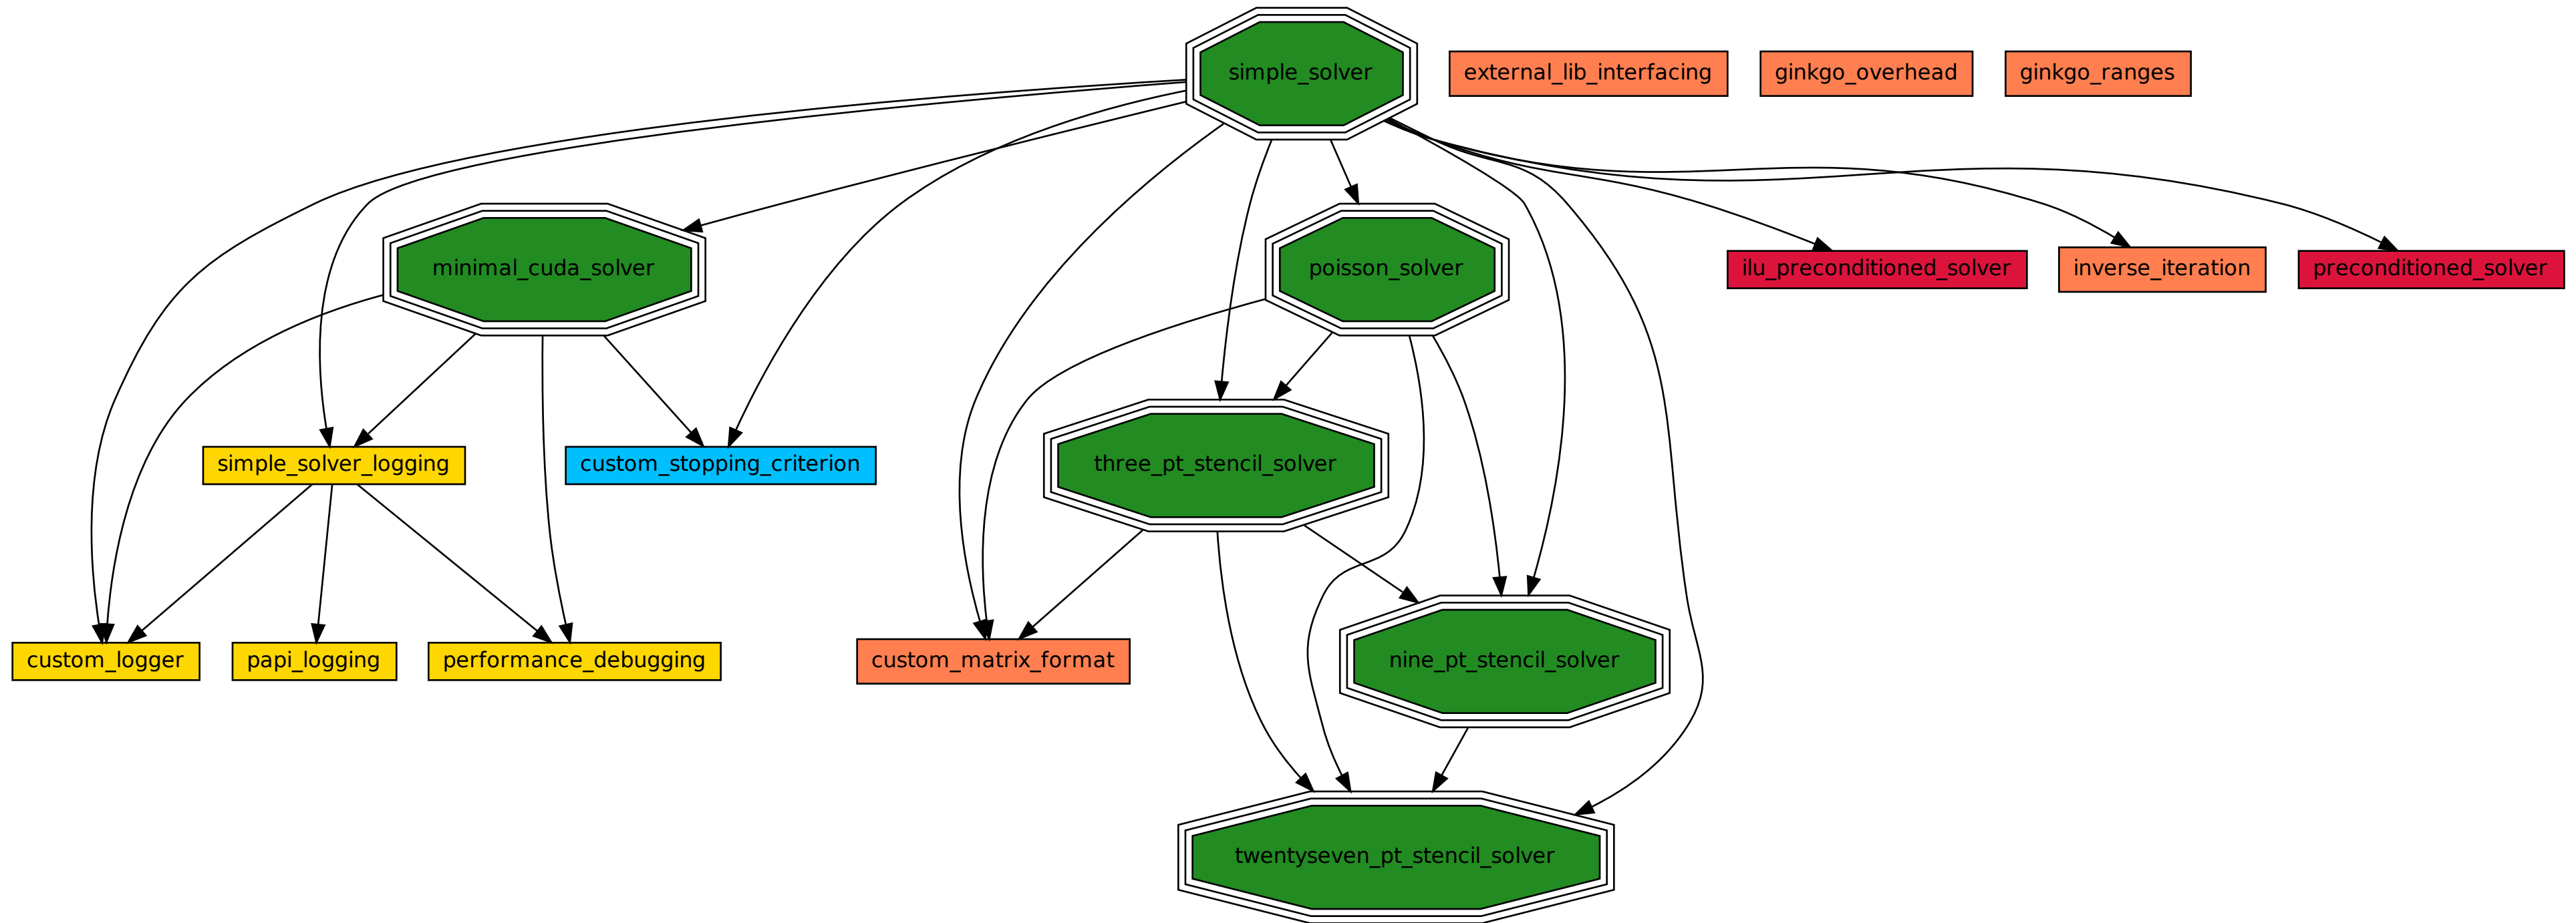 simple_solver
external_lib_interfacing
ginkgo_overhead
ginkgo_ranges
minimal_cuda_solver
poisson_solver
ilu_preconditioned_solver
inverse_iteration
preconditioned_solver
simple_solver_logging
custom_stopping_criterion
three_pt_stencil_solver
custom_logger
papi_logging
performance_debugging
custom_matrix_format
nine_pt_stencil_solver
twentyseven_pt_stencil_solver